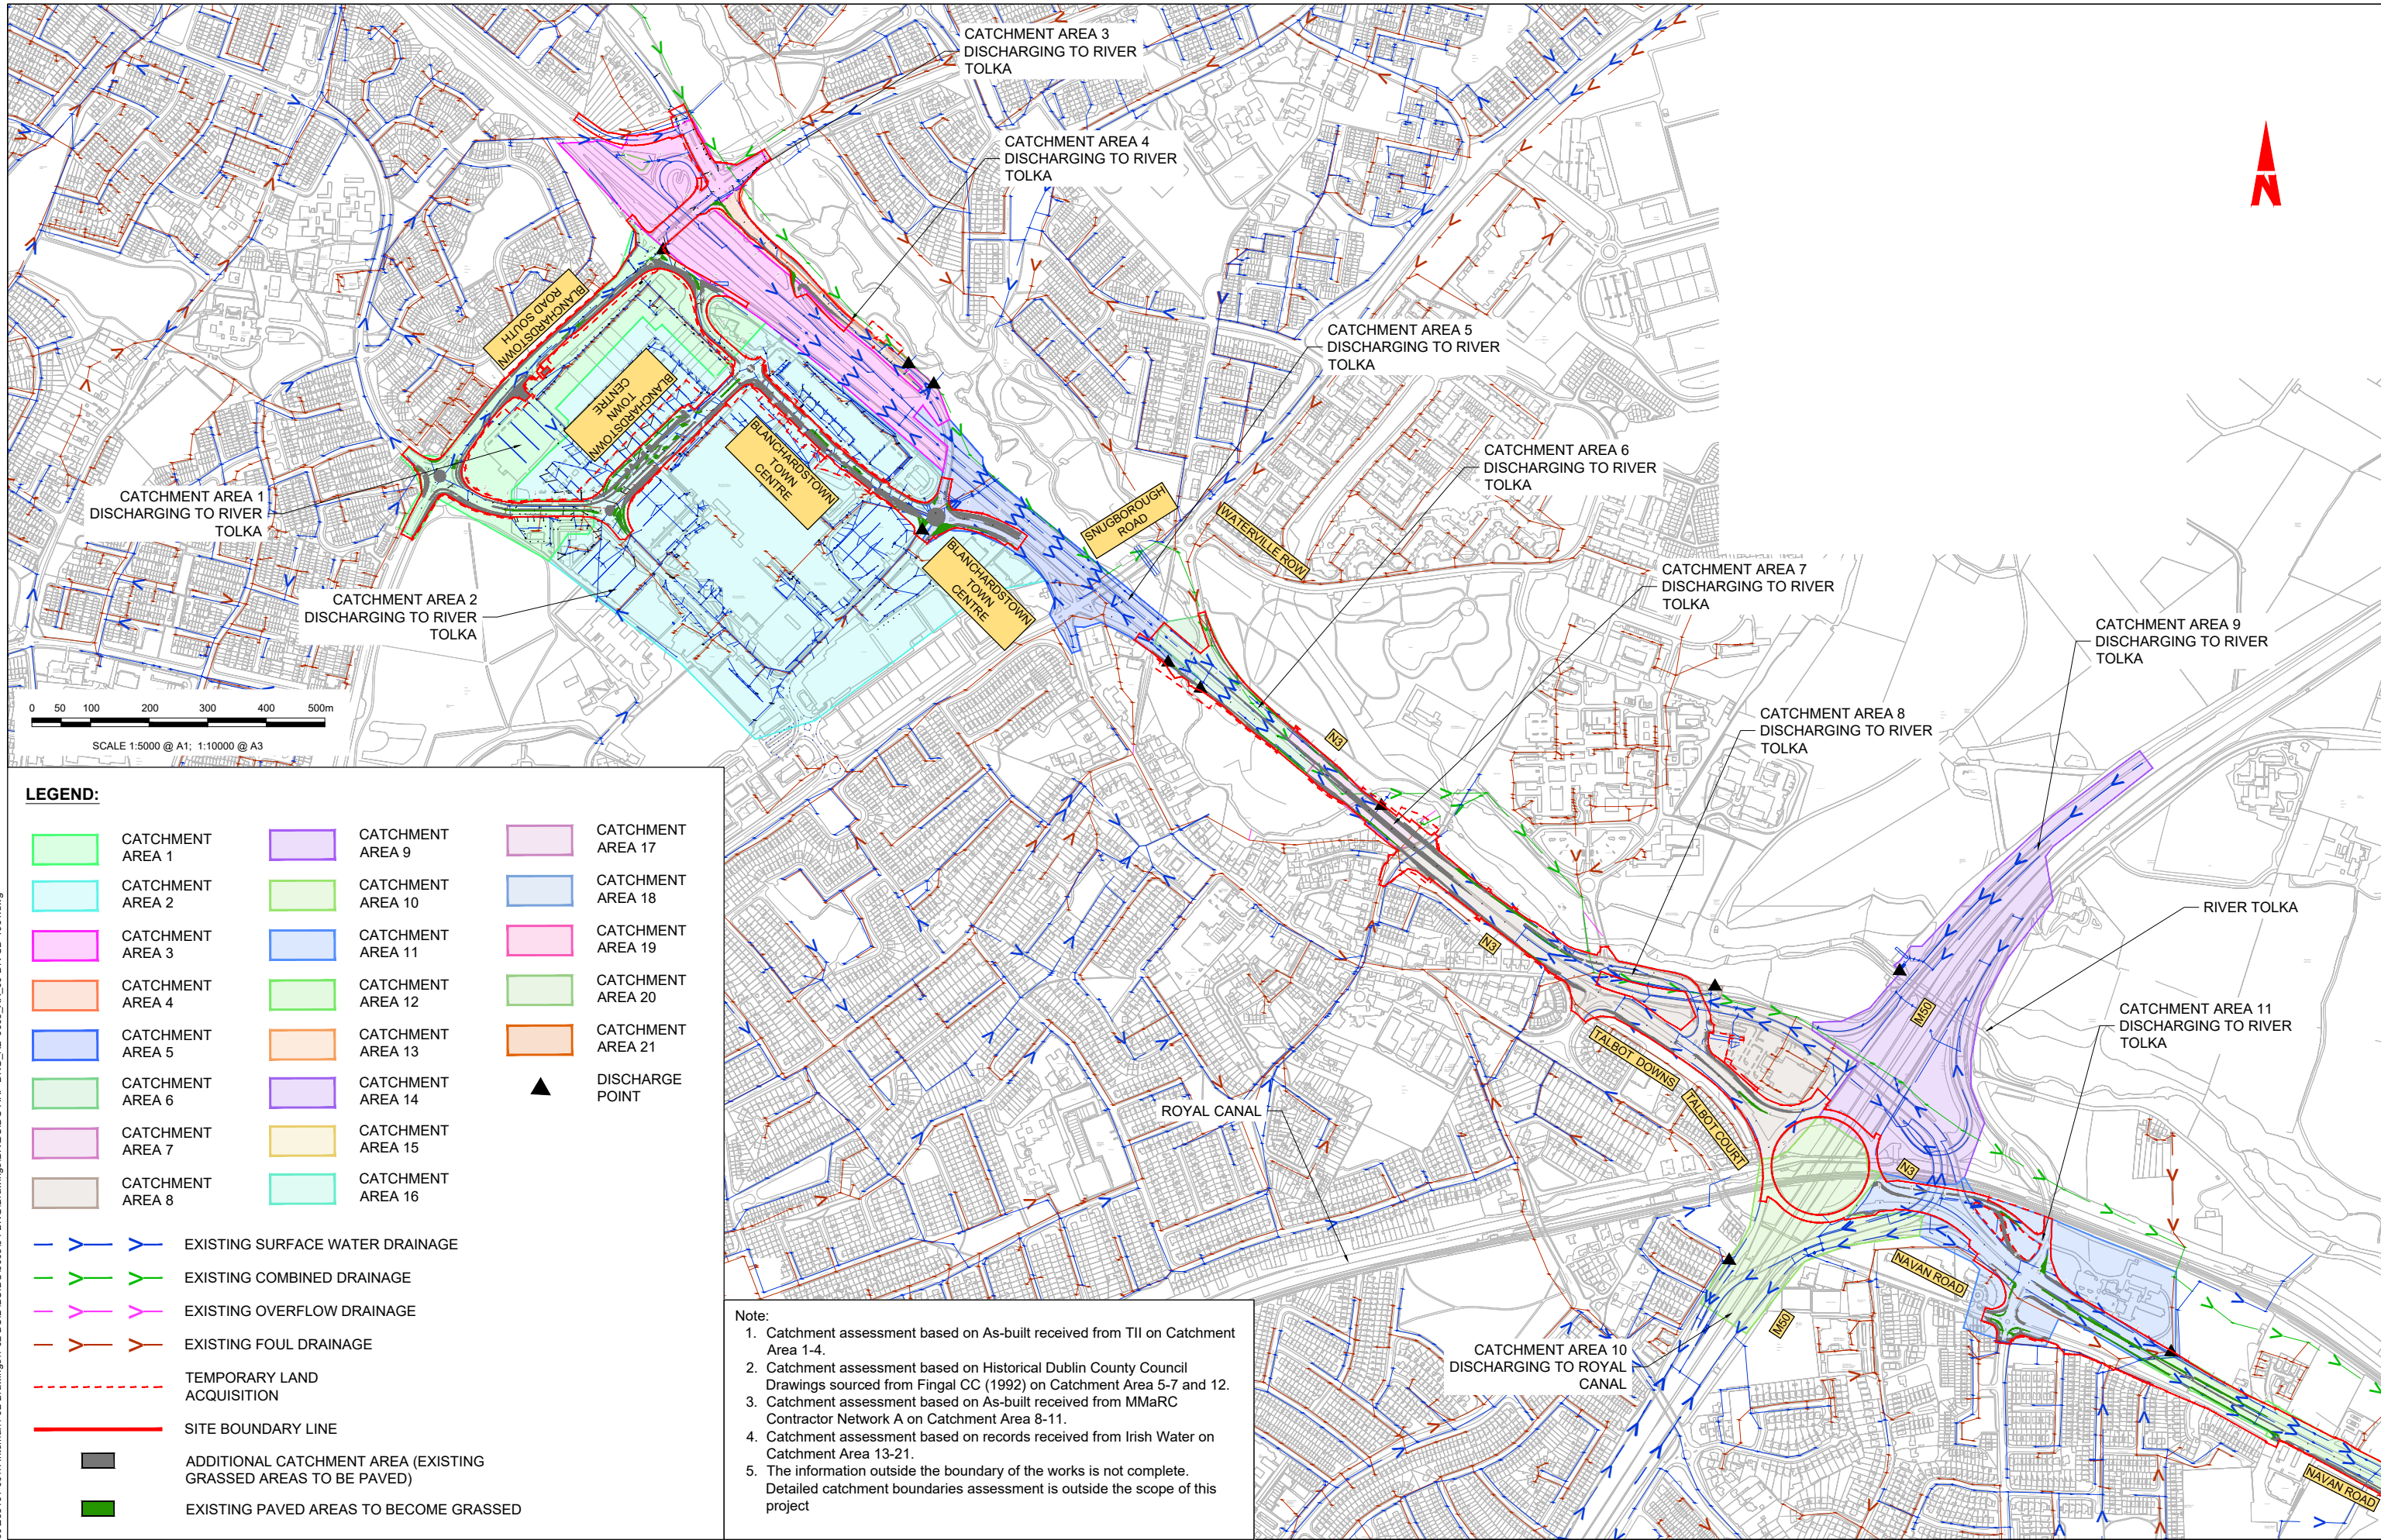 CATCHMENT AREA 3
DISCHARGING TO RIVER
TOLKA
CATCHMENT AREA 4
DISCHARGING TO RIVER
TOLKA
N
CATCHMENT AREA 5
DISCHARGING TO RIVER
TOLKA
BLANCHARDSTOWN
ROAD SOUTH
BLANCHARDSTOWN
TOWN
CENTRE
BLANCHARDSTOWN
TOWN
CENTRE
CATCHMENT AREA 6
DISCHARGING TO RIVER
TOLKA
CATCHMENT AREA 1
DISCHARGING TO RIVER
TOLKA
SNUGBOROUGH
ROAD
WATERVILLE ROW
BLANCHARDSTOWN
TOWN
CENTRE
CATCHMENT AREA 7
DISCHARGING TO RIVER
TOLKA
CATCHMENT AREA 2
DISCHARGING TO RIVER
TOLKA
CATCHMENT AREA 9
DISCHARGING TO RIVER
TOLKA
0 50 100 200 300 400 500m
SCALE 1:5000 @ A1; 1:10000 @ A3
N3
CATCHMENT AREA 8
DISCHARGING TO RIVER
TOLKA
N3
RIVER TOLKA
M50
CATCHMENT AREA 11
DISCHARGING TO RIVER
TOLKA
TALBOT DOWNS
TALBOT COURT
ROYAL CANAL
N3
NAVAN ROAD
M50
CATCHMENT AREA 10
DISCHARGING TO ROYAL
CANAL
NAVAN ROAD
LEGEND:
CATCHMENT
AREA 1
CATCHMENT
AREA 2
CATCHMENT
AREA 3
CATCHMENT
AREA 4
CATCHMENT
AREA 5
CATCHMENT
AREA 6
CATCHMENT
AREA 7
CATCHMENT
AREA 8
CATCHMENT
AREA 9
CATCHMENT
AREA 10
CATCHMENT
AREA 11
CATCHMENT
AREA 12
CATCHMENT
AREA 13
CATCHMENT
AREA 14
CATCHMENT
AREA 15
CATCHMENT
AREA 16
CATCHMENT
AREA 17
CATCHMENT
AREA 18
CATCHMENT
AREA 19
CATCHMENT
AREA 20
CATCHMENT
AREA 21
DISCHARGE
POINT
EXISTING SURFACE WATER DRAINAGE
EXISTING COMBINED DRAINAGE
EXISTING OVERFLOW DRAINAGE
EXISTING FOUL DRAINAGE
TEMPORARY LAND
ACQUISITION
SITE BOUNDARY LINE
ADDITIONAL CATCHMENT AREA (EXISTING
GRASSED AREAS TO BE PAVED)
EXISTING PAVED AREAS TO BECOME GRASSED
Note:
1. Catchment assessment based on As-built received from TII on Catchment
Area 1-4.
2. Catchment assessment based on Historical Dublin County Council
Drawings sourced from Fingal CC (1992) on Catchment Area 5-7 and 12.
3. Catchment assessment based on As-built received from MMaRC
Contractor Network A on Catchment Area 8-11.
4. Catchment assessment based on records received from Irish Water on
Catchment Area 13-21.
5. The information outside the boundary of the works is not complete.
Detailed catchment boundaries assessment is outside the scope of this
project